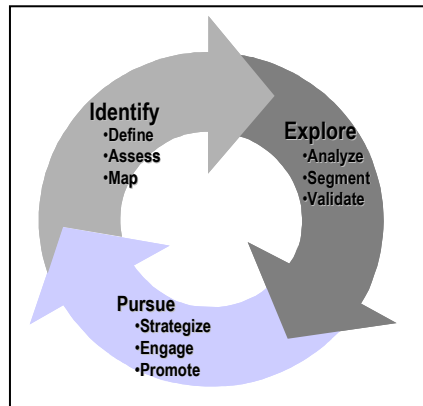 Identify
•Define
•Assess
•Map
Explore
•Analyze
•Segment
•Validate
Pursue
•Strategize
•Engage
•Promote